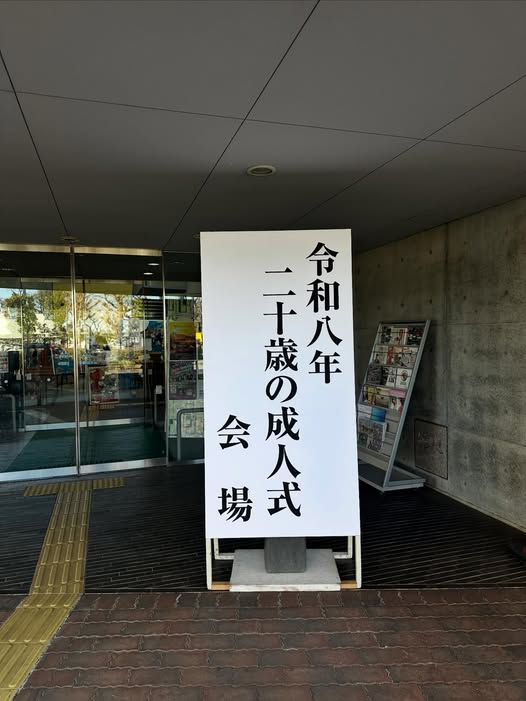 令和八年
二十歳の成人式
会場